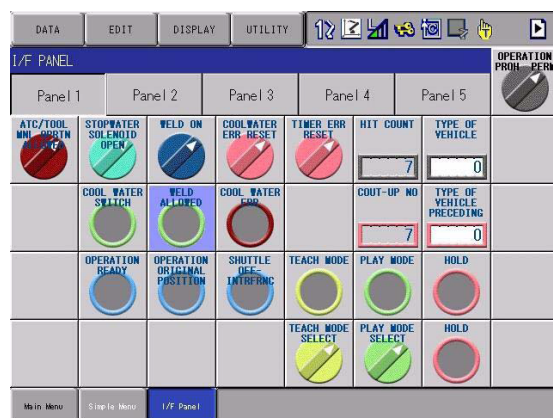 DATA
EDIT
DISPLAY
UTILITY
I/F PANEL
OPERATION
PROH PERM
Panel 1
Panel 2
Panel 3
Panel 4
Panel 5
ATC/TOOL
MNL OPRTN
ALLOWED
STOPWATER
SOLENOID
OPEN
WELD ON
COOLWATER
ERR RESET
TIMER ERR
RESET
HIT COUNT
7
TYPE OF
VEHICLE
0
COOL WATER
SWITCH
WELD
ALLOWED
COOL WATER
ERR
COUT-UP NO
7
TYPE OF
VEHICLE
PRECEDING
0
OPERATION
READY
OPERATION
ORIGINAL
POSITION
SHUTTLE
OFF-
INTRFRNC
TEACH MODE
PLAY MODE
HOLD
TEACH MODE
SELECT
PLAY MODE
SELECT
HOLD
Main Menu
Simple Menu
I/F Panel